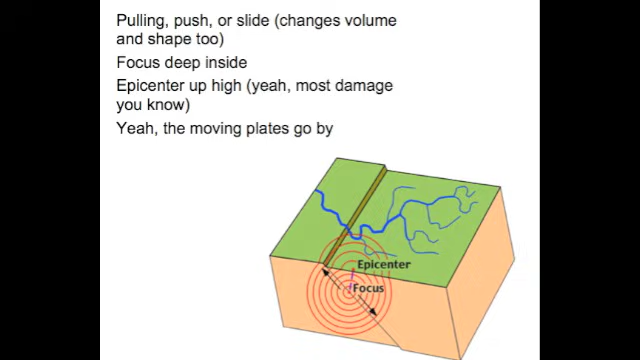 Pulling, push, or slide (changes volume
and shape too)
Focus deep inside
Epicenter up high (yeah, most damage
you know)
Yeah, the moving plates go by
Epicenter
Focus